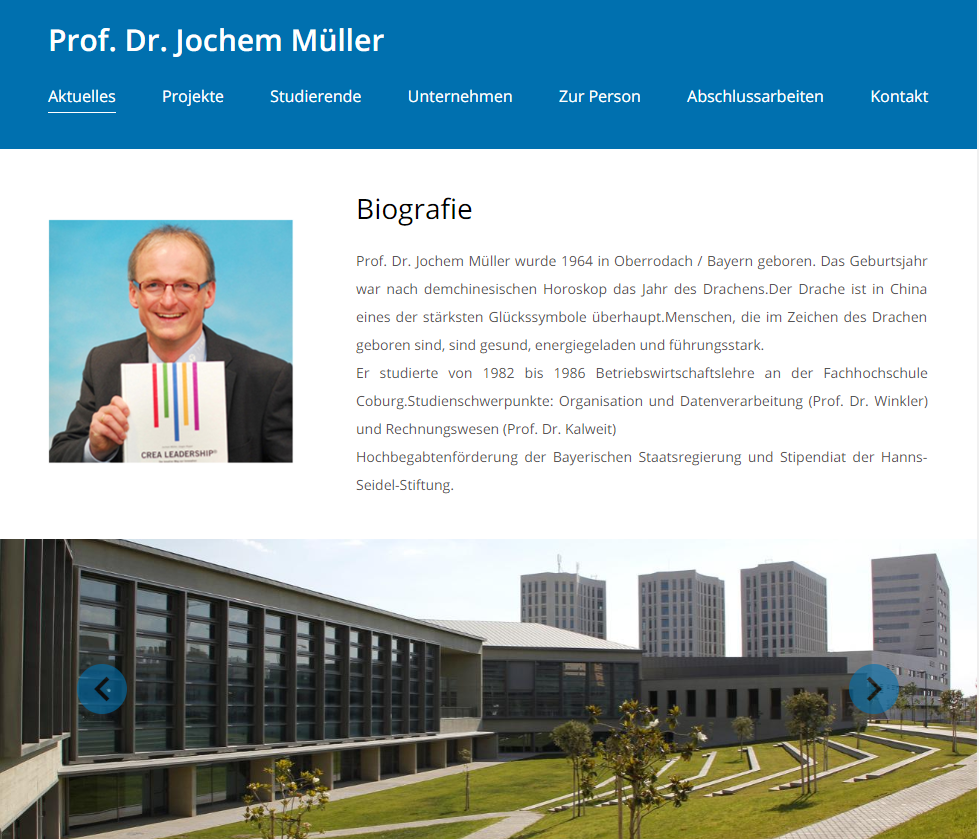 Prof. Dr. Jochem Müller
Aktuelles Projekte Studierende Unternehmen Zur Person Abschlussarbeiten Kontakt
Biografie
Prof. Dr. Jochem Müller wurde 1964 in Oberrodach / Bayern geboren. Das Geburtsjahr
war nach demchinesischen Horoskop das Jahr des Drachens.Der Drache ist in China
eines der stärksten Glückssymbole überhaupt.Menschen, die im Zeichen des Drachen
geboren sind, sind gesund, energiegeladen und führungsstark.
Er studierte von 1982 bis 1986 Betriebswirtschaftslehre an der Fachhochschule
Coburg.Studienschwerpunkte: Organisation und Datenverarbeitung (Prof. Dr. Winkler)
und Rechnungswesen (Prof. Dr. Kalweit)
Hochbegabtenförderung der Bayerischen Staatsregierung und Stipendiat der Hanns-
Seidel-Stiftung.
CREA LEADERSHIP®